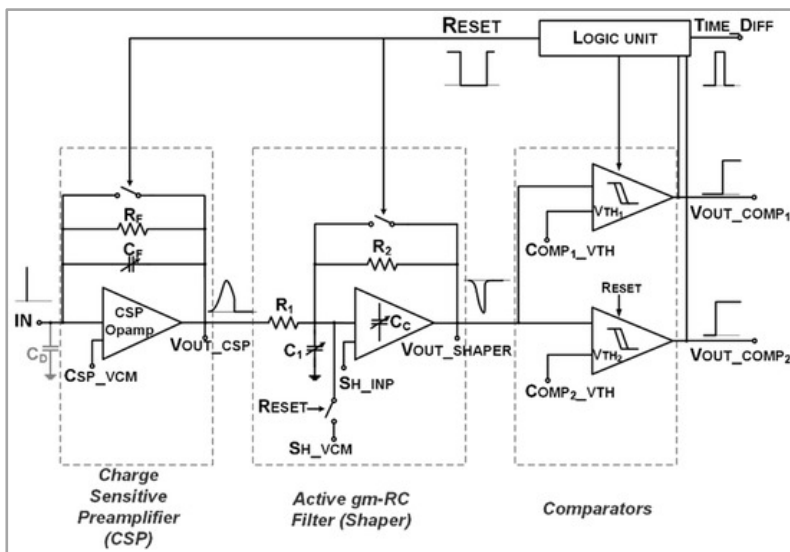 RESET
LOGIC UNIT
TIME_DIFF
RF
CF
CSP
Opamp
IN
CD
CSP_VCM
VOUT_CSP
R1
R2
C1
CC
VOUT_SHAPER
SH_INP
RESET
SH_VCM
VTH1
COMP1_VTH
VOUT_COMP1
RESET
VTH2
COMP2_VTH
VOUT_COMP2
Charge
Sensitive
Preamplifier
(CSP)
Active gm-RC
Filter (Shaper)
Comparators